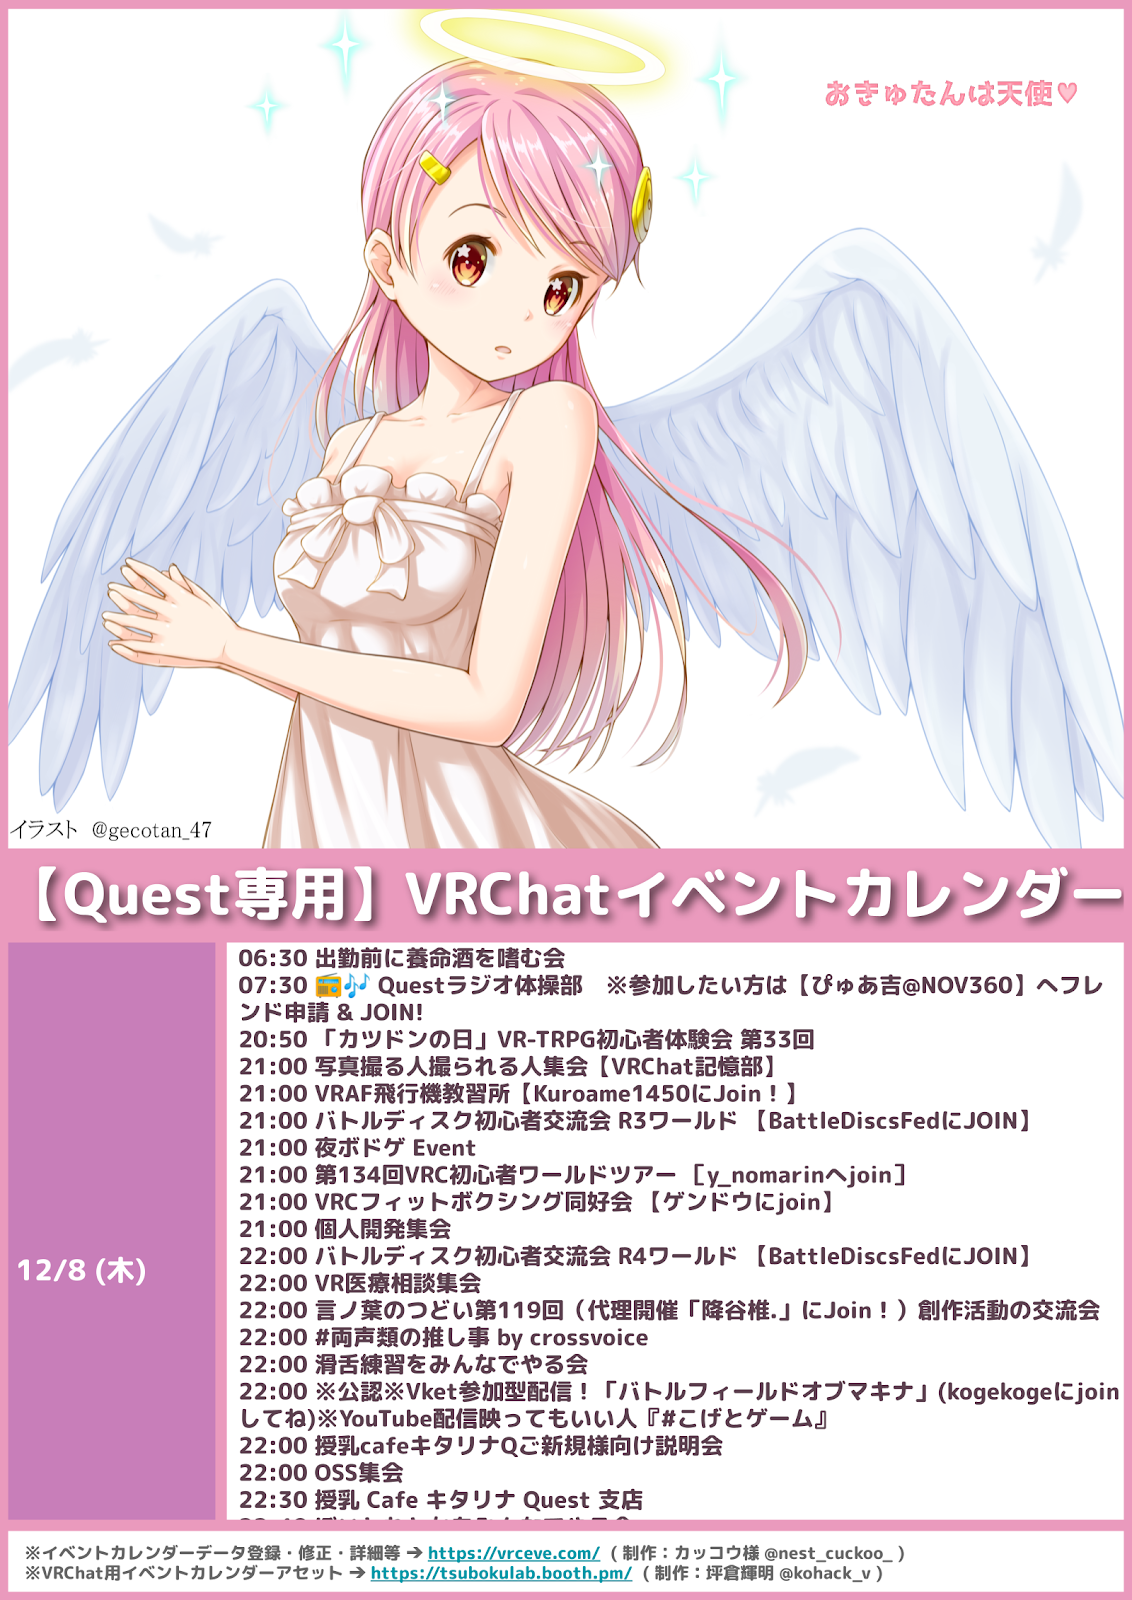 おきゅたんは天使♥
イラスト @gecotan_47
【Quest専用】VRChatイベントカレンダー
12/8 (木)
06:30 出勤前に養命酒を嗜む会
07:30 📻🎶 Questラジオ体操部　※参加したい方は【ぴゅあ吉@NOV360】へフレ
ンド申請 & JOIN!
20:50 「カツドンの日」VR-TRPG初心者体験会 第33回
21:00 写真撮る人撮られる人集会【VRChat記憶部】
21:00 VRAF飛行機教習所【Kuroame1450にJoin！】
21:00 バトルディスク初心者交流会 R3ワールド 【BattleDiscsFedにJOIN】
21:00 夜ボドゲ Event
21:00 第134回VRC初心者ワールドツアー ［y_nomarinへjoin］
21:00 VRCフィットボクシング同好会 【ゲンドウにjoin】
21:00 個人開発集会
22:00 バトルディスク初心者交流会 R4ワールド 【BattleDiscsFedにJOIN】
22:00 VR医療相談集会
22:00 言ノ葉のつどい第119回（代理開催「降谷椎.」にJoin！）創作活動の交流会
22:00 #両声類の推し事 by crossvoice
22:00 滑舌練習をみんなでやる会
22:00 ※公認※Vket参加型配信！「バトルフィールドオブマキナ」(kogekogeにjoin
してね)※YouTube配信映ってもいい人『#こげとゲーム』
22:00 授乳cafeキタリナQご新規様向け説明会
22:00 OSS集会
22:30 授乳 Cafe キタリナ Quest 支店
※イベントカレンダーデータ登録・修正・詳細等 ➔ https://vrceve.com/ （ 制作：カッコウ様 @nest_cuckoo_ ）
※VRChat用イベントカレンダーアセット ➔ https://tsubokulab.booth.pm/ （ 制作：坪倉輝明 @kohack_v ）